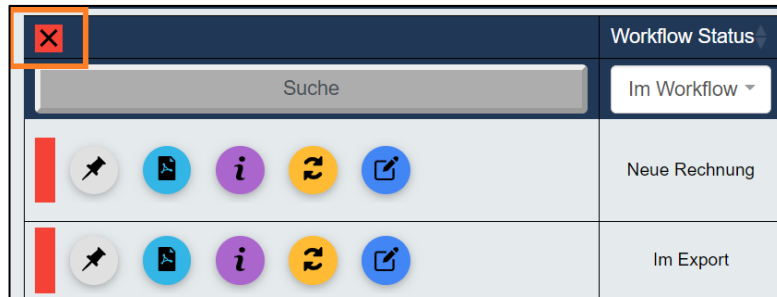 Workflow Status
Suche
Im Workflow
Neue Rechnung
Im Export